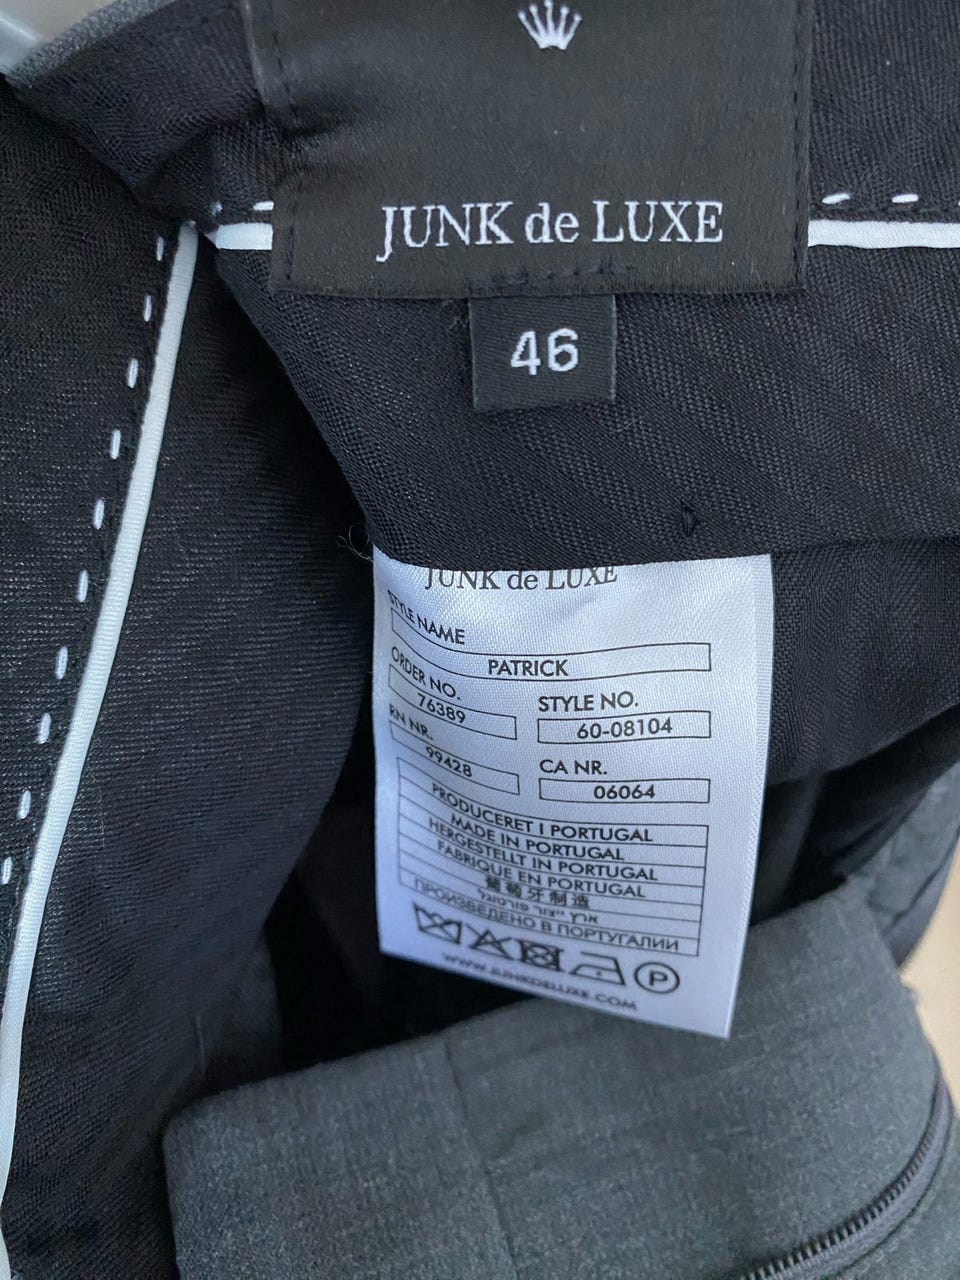 JUNK de LUXE
46
JUNK de LUXE
STYLE NAME
PATRICK
ORDER NO.
76389
STYLE NO.
60-08104
RN NR.
99428
CA NR.
06064
PRODUCERET I PORTUGAL
MADE IN PORTUGAL
HERGESTELLT IN PORTUGAL
FABRIQUE EN PORTUGAL
葡萄牙制造
ארץ ייצור פורטוגל
ПРОИЗВЕДЕНО В ПОРТУГАЛИИ
P
WWW.JUNKDELUXE.COM